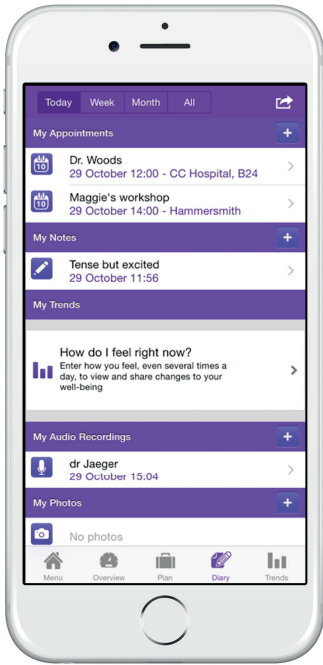 Today Week Month All
My Appointments +
10
Dr. Woods
29 October 12:00 - CC Hospital, B24
10
Maggie's workshop
29 October 14:00 - Hammersmith
My Notes +
Tense but excited
29 October 11:56
My Trends
How do I feel right now?
Enter how you feel, even several times a
day, to view and share changes to your
well-being
My Audio Recordings +
dr Jaeger
29 October 15:04
My Photos +
No photos
Menu Overview Plan Diary Trends